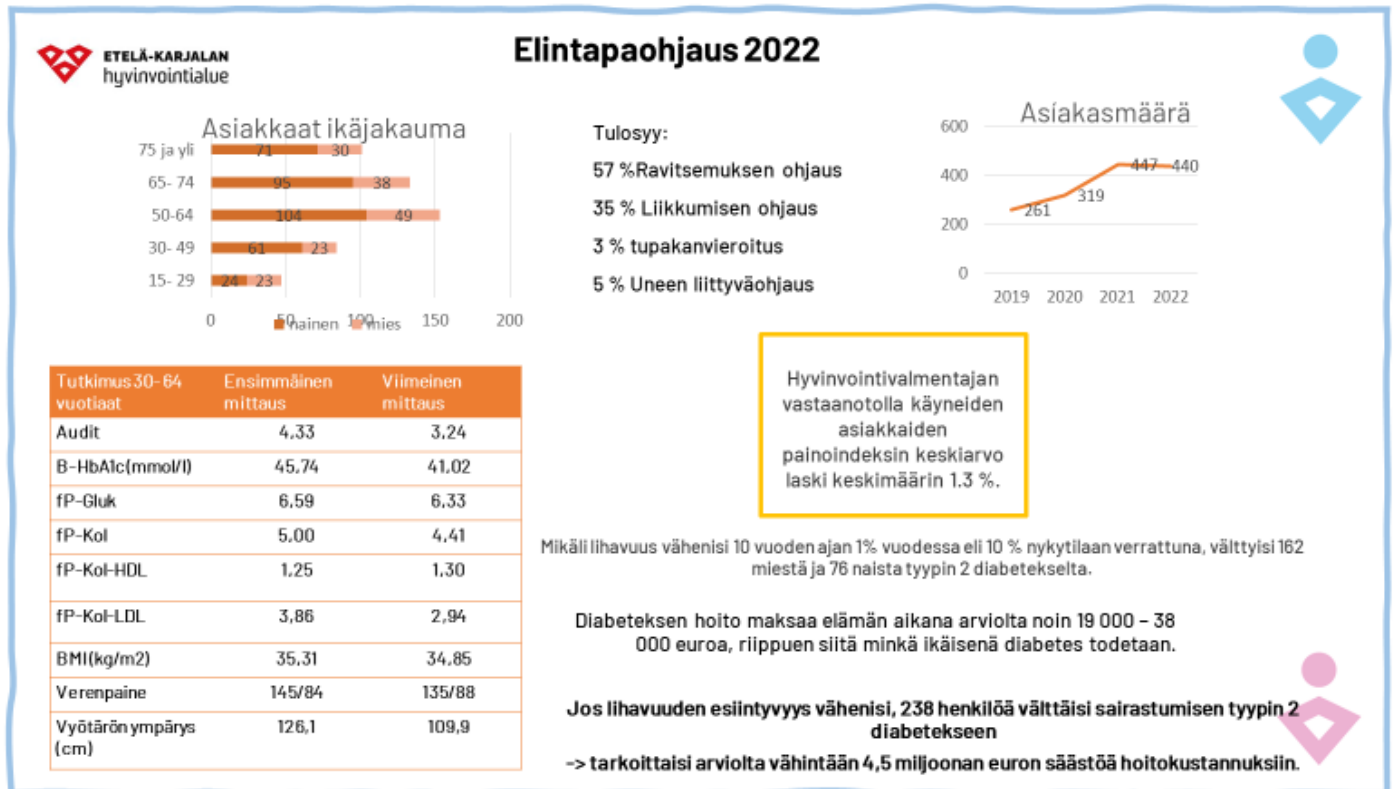 ETELÄ-KARJALAN
hyvinvointialue
Elintapaohjaus 2022
Asiakkaat ikäjakauma
75 ja yli 71 30
65- 74 95 38
50-64 104 49
30- 49 61 23
15- 29 24 23
0 50 100 150 200
nainen mies
Tulosyy:
57 %Ravitsemuksen ohjaus
35 % Liikkumisen ohjaus
3 % tupakanvieroitus
5 % Uneen liittyväohjaus
Asiakasmäärä
600
400
200
0
261 319 447 440
2019 2020 2021 2022
Tutkimus 30-64 vuotiaat Ensimmäinen mittaus Viimeinen mittaus
Audit 4,33 3,24
B-HbA1c(mmol/l) 45,74 41,02
fP-Gluk 6,59 6,33
fP-Kol 5,00 4,41
fP-Kol-HDL 1,25 1,30
fP-Kol-LDL 3,86 2,94
BMI(kg/m2) 35,31 34,85
Verenpaine 145/84 135/88
Vyötärön ympärys (cm) 126,1 109,9
Hyvinvointivalmentajan
vastaanotolla käyneiden
asiakkaiden
painoindeksin keskiarvo
laski keskimäärin 1.3 %.
Mikäli lihavuus vähenisi 10 vuoden ajan 1% vuodessa eli 10 % nykytilaan verrattuna, välttyisi 162
miestä ja 76 naista tyypin 2 diabetekselta.
Diabeteksen hoito maksaa elämän aikana arviolta noin 19 000 – 38
000 euroa, riippuen siitä minkä ikäisenä diabetes todetaan.
Jos lihavuuden esiintyvyys vähenisi, 238 henkilöä välttäisi sairastumisen tyypin 2
diabetekseen
-> tarkoittaisi arviolta vähintään 4,5 miljoonan euron säästöä hoitokustannuksiin.